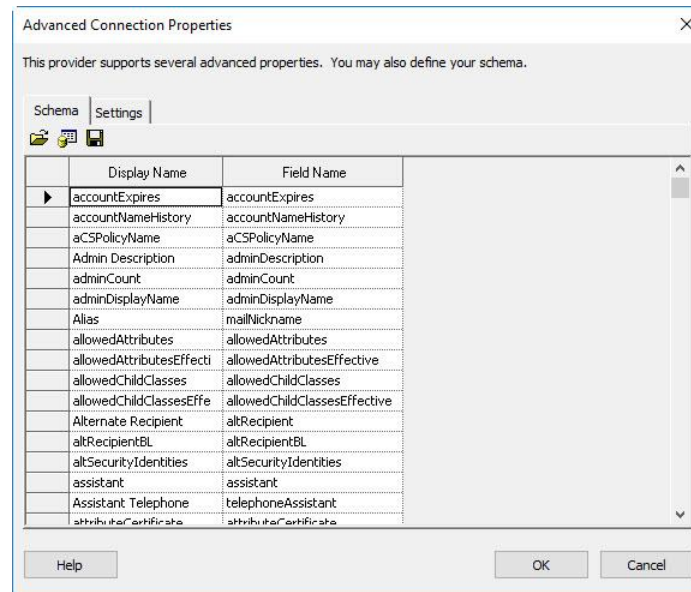 Advanced Connection Properties
This provider supports several advanced properties. You may also define your schema.
Schema Settings
Display Name Field Name
accountExpires accountExpires
accountNameHistory accountNameHistory
aCSPolicyName aCSPolicyName
Admin Description adminDescription
adminCount adminCount
adminDisplayName adminDisplayName
Alias mailNickname
allowedAttributes allowedAttributes
allowedAttributesEffecti allowedAttributesEffective
allowedChildClasses allowedChildClasses
allowedChildClassesEffe allowedChildClassesEffective
Alternate Recipient altRecipient
altRecipientBL altRecipientBL
altSecurityIdentities altSecurityIdentities
assistant assistant
Assistant Telephone telephoneAssistant
attributeCertificate attributeCertificate
Help OK Cancel